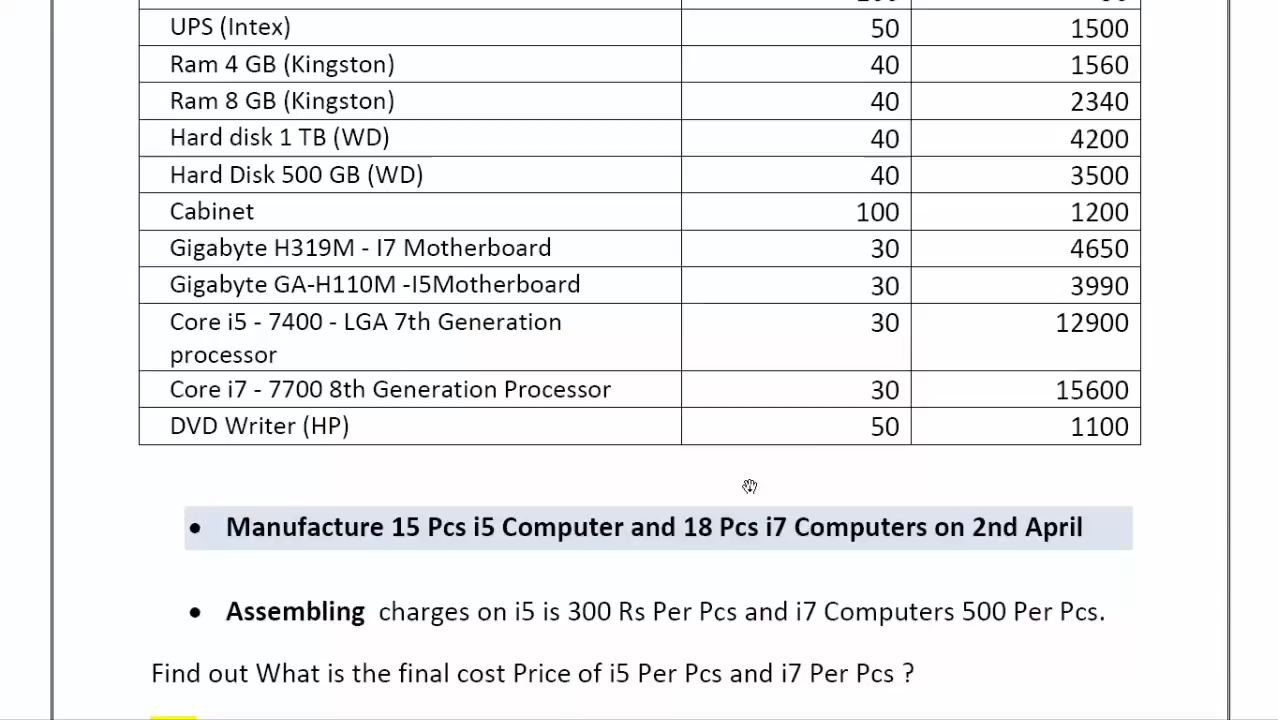 UPS (Intex) 50 1500
Ram 4 GB (Kingston) 40 1560
Ram 8 GB (Kingston) 40 2340
Hard disk 1 TB (WD) 40 4200
Hard Disk 500 GB (WD) 40 3500
Cabinet 100 1200
Gigabyte H319M - I7 Motherboard 30 4650
Gigabyte GA-H110M -I5Motherboard 30 3990
Core i5 - 7400 - LGA 7th Generation 30 12900
processor
Core i7 - 7700 8th Generation Processor 30 15600
DVD Writer (HP) 50 1100
• Manufacture 15 Pcs i5 Computer and 18 Pcs i7 Computers on 2nd April
• Assembling charges on i5 is 300 Rs Per Pcs and i7 Computers 500 Per Pcs.
Find out What is the final cost Price of i5 Per Pcs and i7 Per Pcs ?